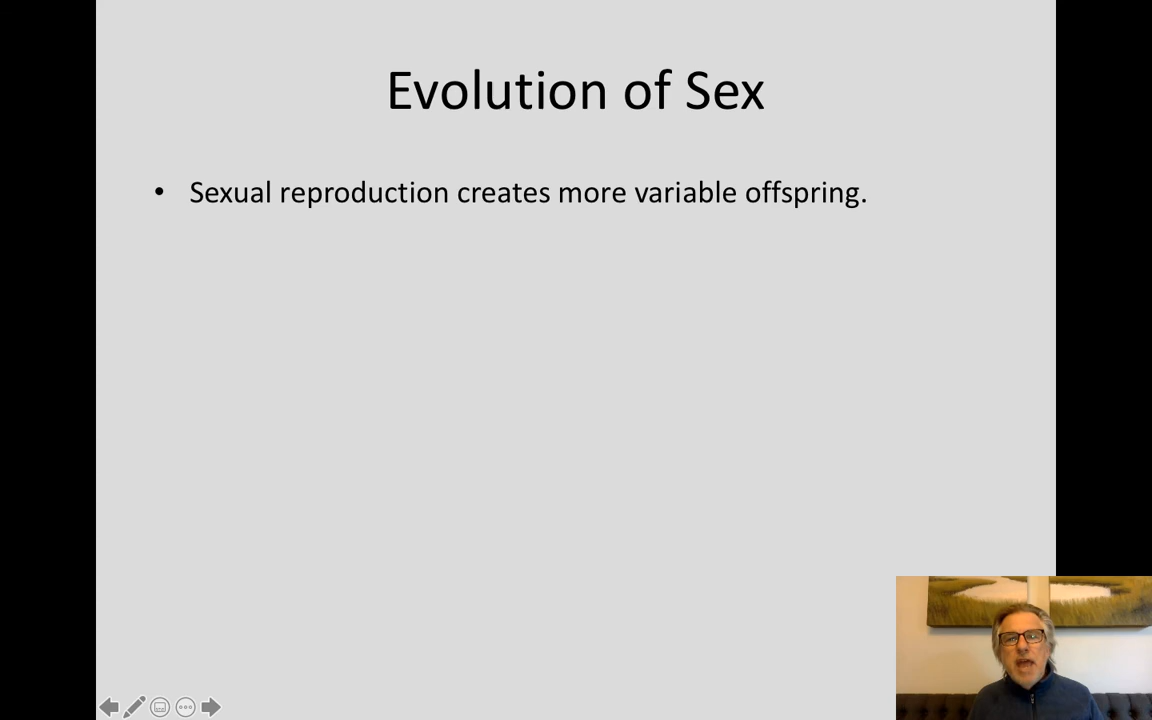 Evolution of Sex
• Sexual reproduction creates more variable offspring.